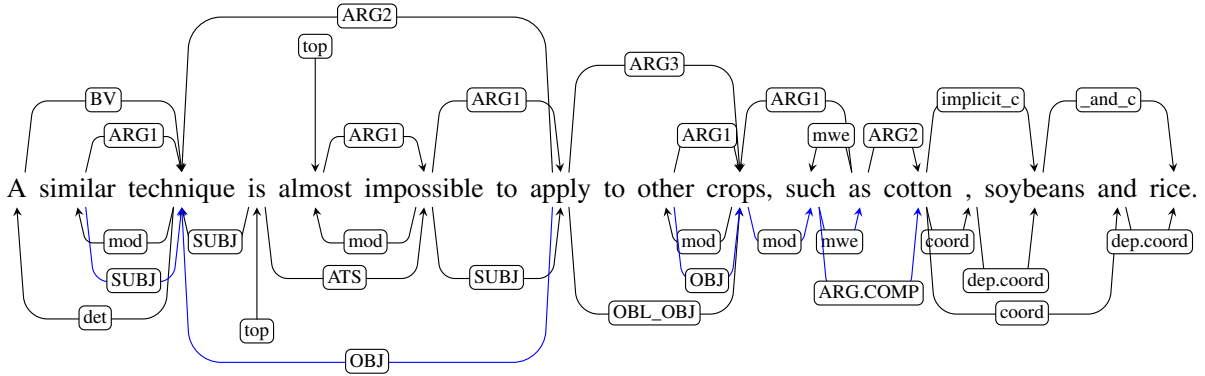 ARG2
top
ARG3
BV ARG1 ARG1 implicit_c _and_c
ARG1 ARG1 ARG1 mwe ARG2
A similar technique is almost impossible to apply to other crops, such as cotton , soybeans and rice.
mod SUBJ mod mod mod mwe coord dep.coord
SUBJ ATS SUBJ OBJ dep.coord
ARG.COMP
det OBL_OBJ coord
top
OBJ